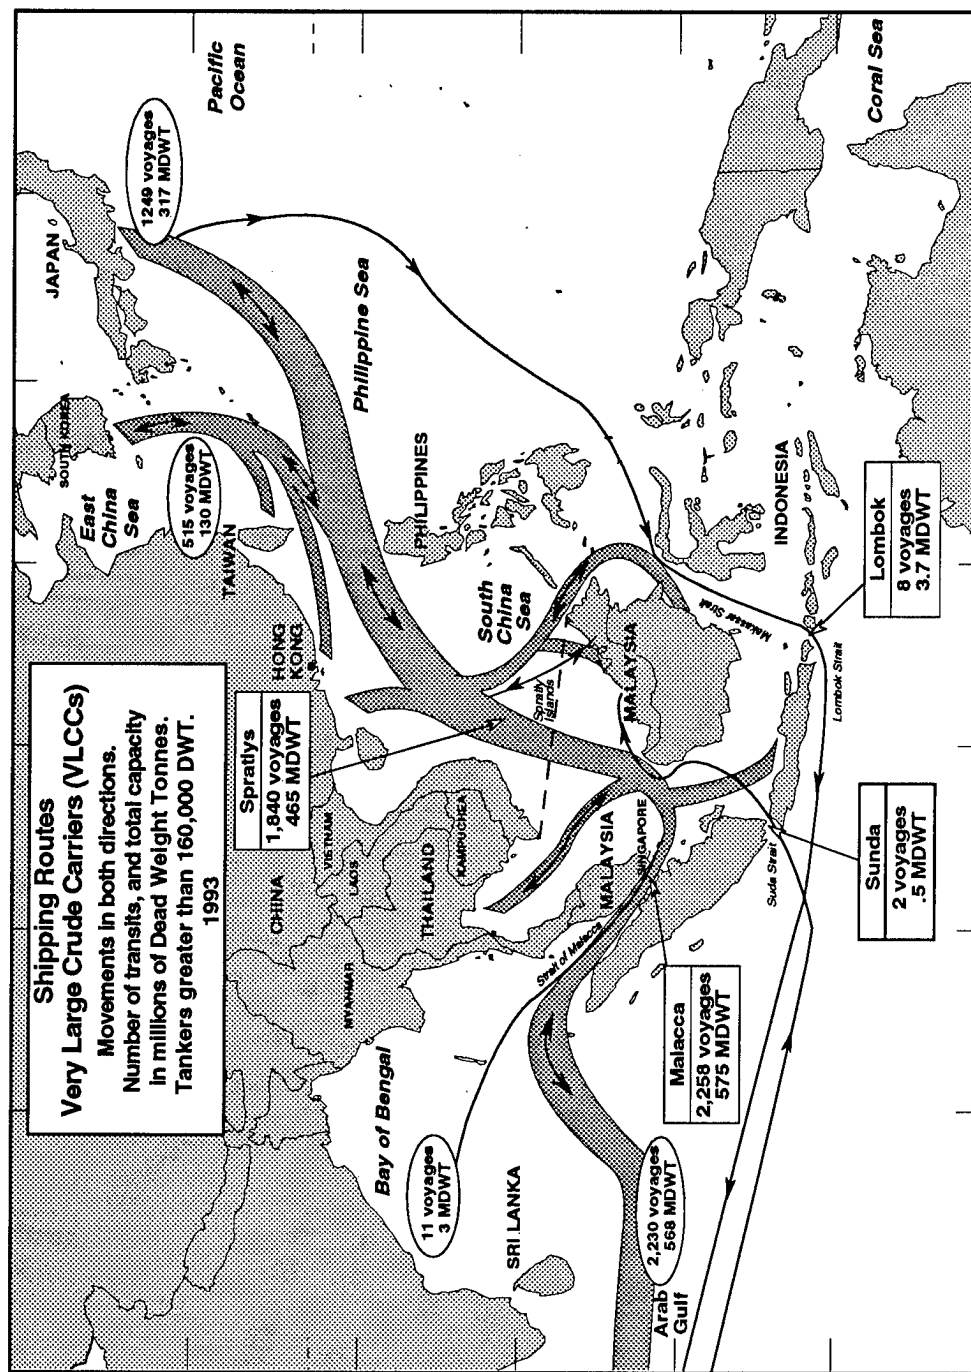 Shipping Routes
Very Large Crude Carriers (VLCCs)
Movements in both directions.
Number of transits, and total capacity
in millions of Dead Weight Tonnes.
Tankers greater than 160,000 DWT.
1993
JAPAN
Pacific
Ocean
1249 voyages
317 MDWT
SOUTH KOREA
East
China
Sea
515 voyages
130 MDWT
TAIWAN
Philippine Sea
HONG
KONG
CHINA
Spratlys
1,840 voyages
465 MDWT
VIETNAM
LAOS
MYANMAR
THAILAND
KAMPUCHEA
PHILIPPINES
South
China
Sea
Spratly
Islands
Bay of Bengal
11 voyages
3 MDWT
SRI LANKA
Strait of Malacca
MALAYSIA
SINGAPORE
MALAYSIA
Makassar Strait
INDONESIA
Coral Sea
Arab
Gulf
2,230 voyages
568 MDWT
Malacca
2,258 voyages
575 MDWT
Suda Strait
Sunda
2 voyages
.5 MDWT
Lombok Strait
Lombok
8 voyages
3.7 MDWT